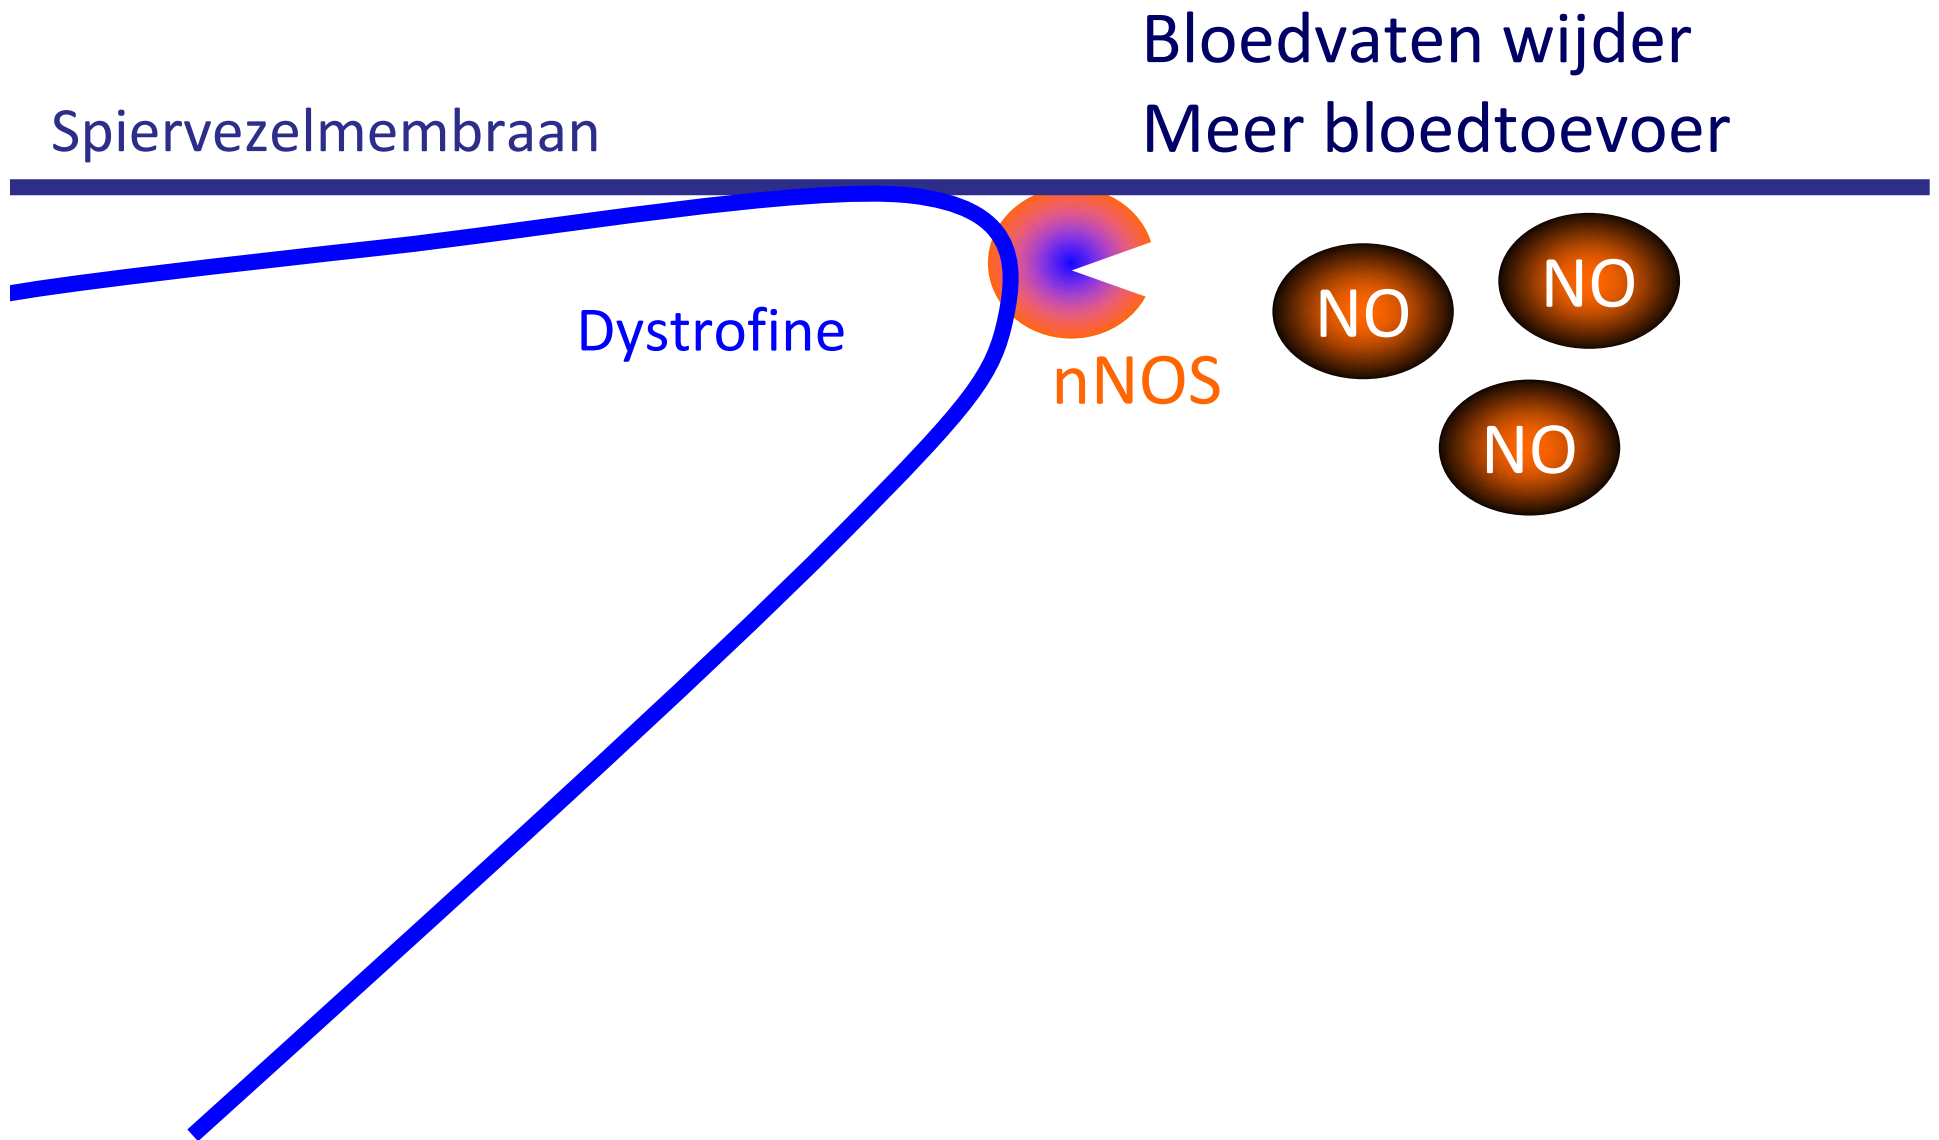 Bloedvaten wijder
Meer bloedtoevoer
Spiervezelmembraan
Dystrofine
nNOS
NO
NO
NO